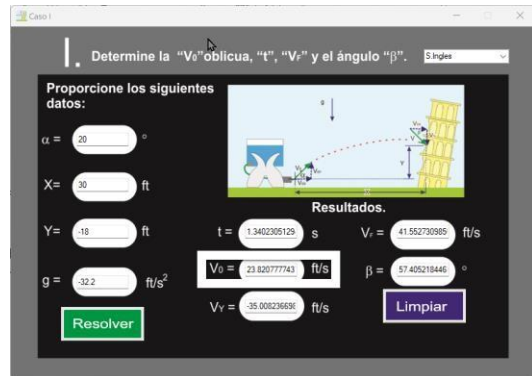 Caso I
I. Determine la "V₀"oblicua, "t", "VF" y el ángulo "β".
S.Ingles
Proporcione los siguientes
datos:
α = 20 °
X= 30 ft
Y= -18 ft
g = -32.2 ft/s²
Resolver
g
Y
Resultados.
t = 1.3402305129 s
V₀ = 23.820777743 ft/s
VY = -35.008236698 ft/s
VF = 41.552730985 ft/s
β = 57.405218446 °
Limpiar